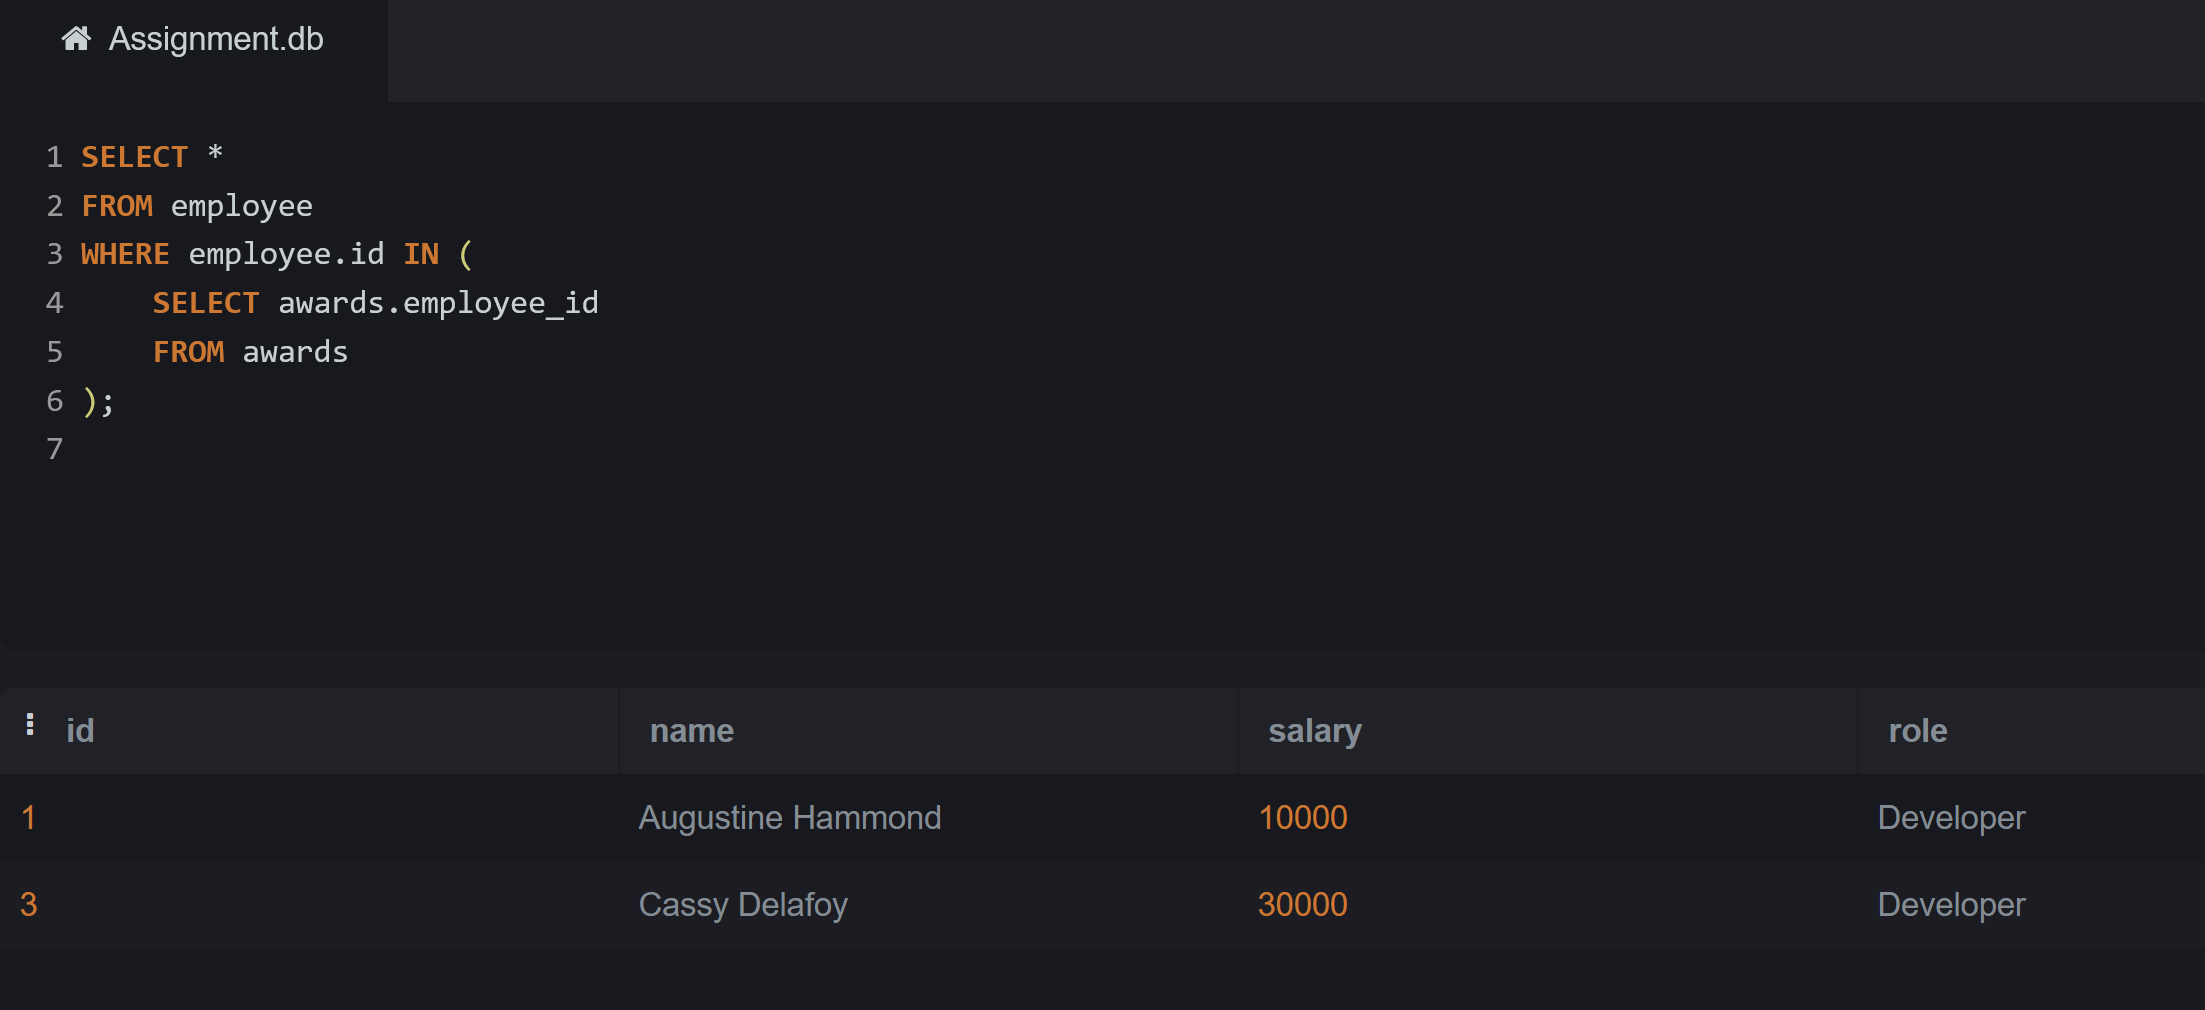 Assignment.db
1 SELECT *
2 FROM employee
3 WHERE employee.id IN (
4     SELECT awards.employee_id
5     FROM awards
6 );
7
id name salary role
1 Augustine Hammond 10000 Developer
3 Cassy Delafoy 30000 Developer